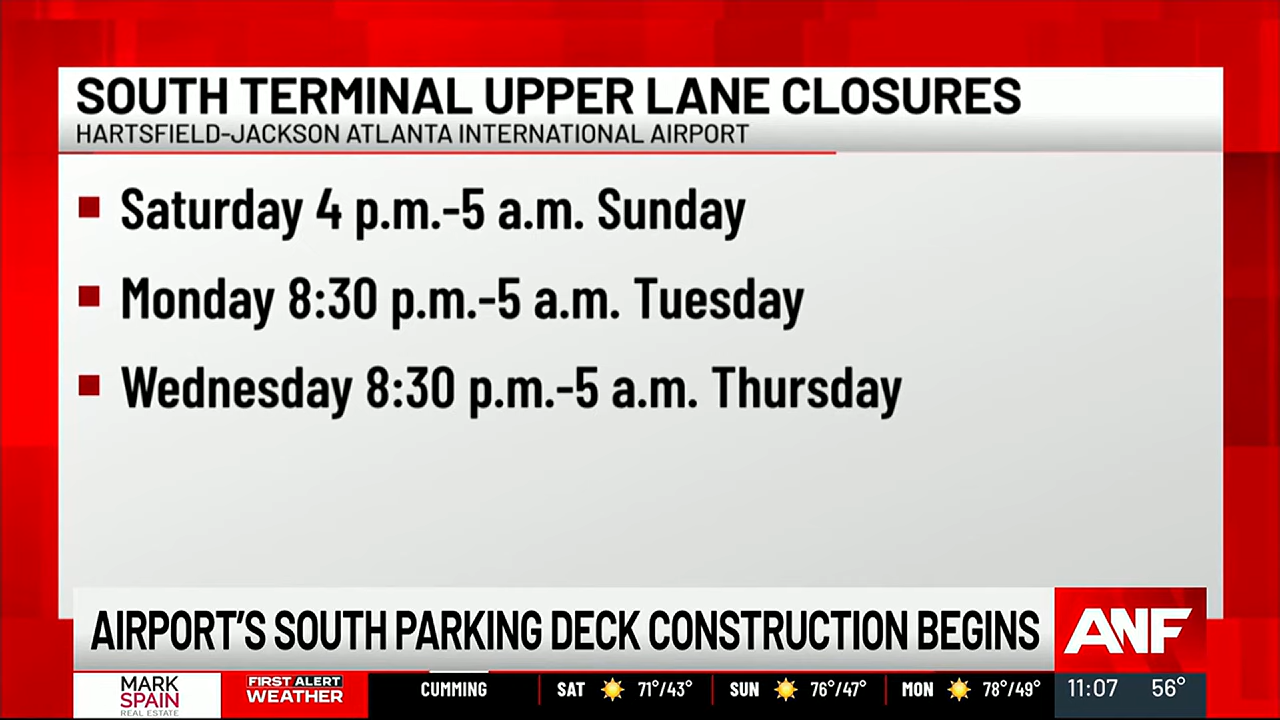 SOUTH TERMINAL UPPER LANE CLOSURES
HARTSFIELD-JACKSON ATLANTA INTERNATIONAL AIRPORT
Saturday 4 p.m.-5 a.m. Sunday
Monday 8:30 p.m.-5 a.m. Tuesday
Wednesday 8:30 p.m.-5 a.m. Thursday
AIRPORT'S SOUTH PARKING DECK CONSTRUCTION BEGINS
ANF
MARK
SPAIN
REAL ESTATE
FIRST ALERT
WEATHER
CUMMING
SAT 71°/43°
SUN 76°/47°
MON 78°/49°
11:07 56°